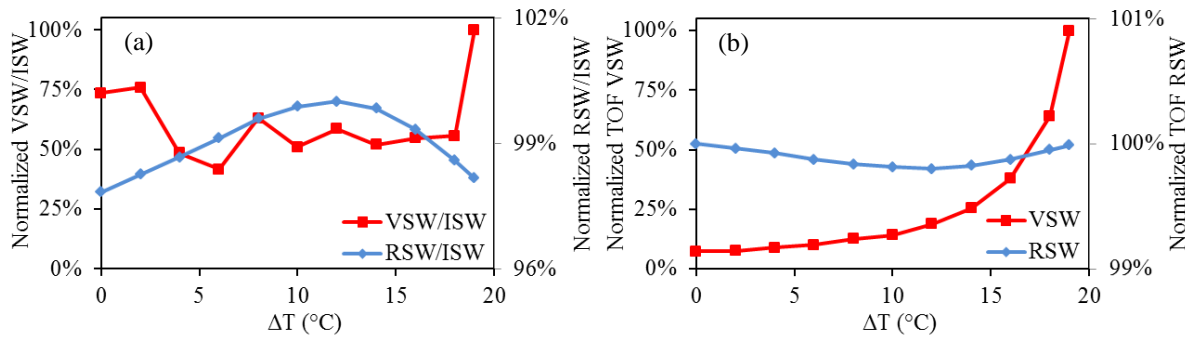 (a)
Normalized VSW/ISW
100%
75%
50%
25%
0%
102%
99%
96%
Normalized RSW/ISW
VSW/ISW
RSW/ISW
0
5
10
15
20
ΔT (°C)
(b)
Normalized TOF VSW
100%
75%
50%
25%
0%
101%
100%
99%
Normalized TOF RSW
VSW
RSW
0
5
10
15
20
ΔT (°C)